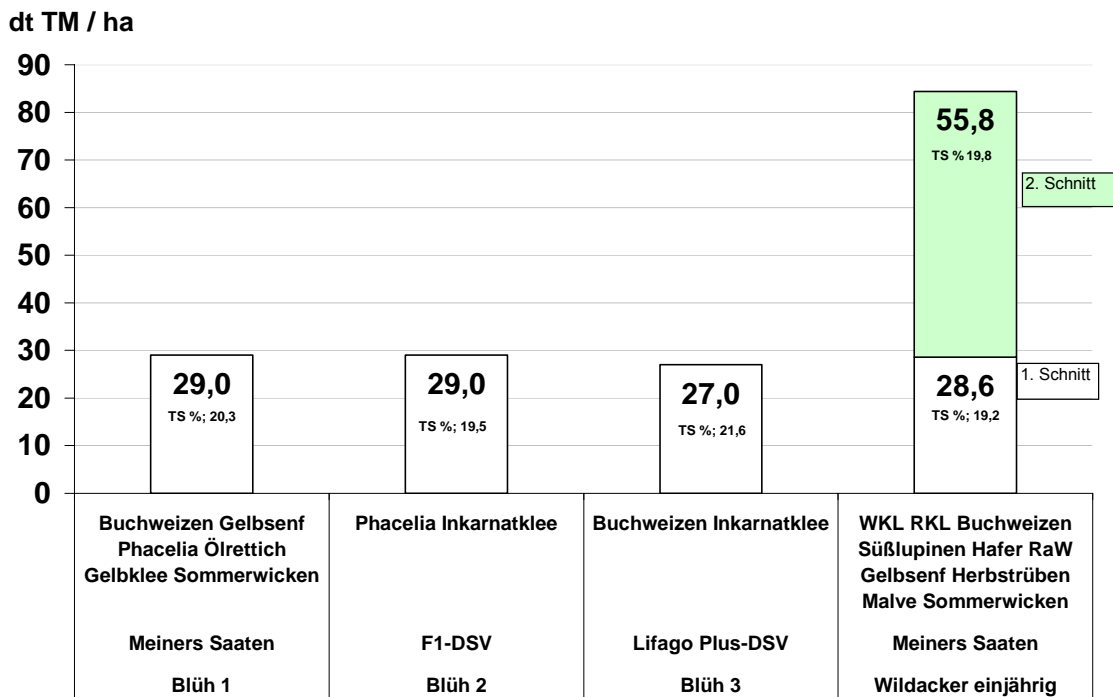 dt TM / ha
90
80
70
60
50
40
30
20
10
0
29,0
TS %; 20,3
29,0
TS %; 19,5
27,0
TS %; 21,6
55,8
TS % 19,8
28,6
TS %; 19,2
2. Schnitt
1. Schnitt
Buchweizen Gelbsenf
Phacelia Ölrettich
Gelbklee Sommerwicken
Meiners Saaten
Blüh 1
Phacelia Inkarnatklee
F1-DSV
Blüh 2
Buchweizen Inkarnatklee
Lifago Plus-DSV
Blüh 3
WKL RKL Buchweizen
Süßlupinen Hafer RaW
Gelbsenf Herbstrüben
Malve Sommerwicken
Meiners Saaten
Wildacker einjährig